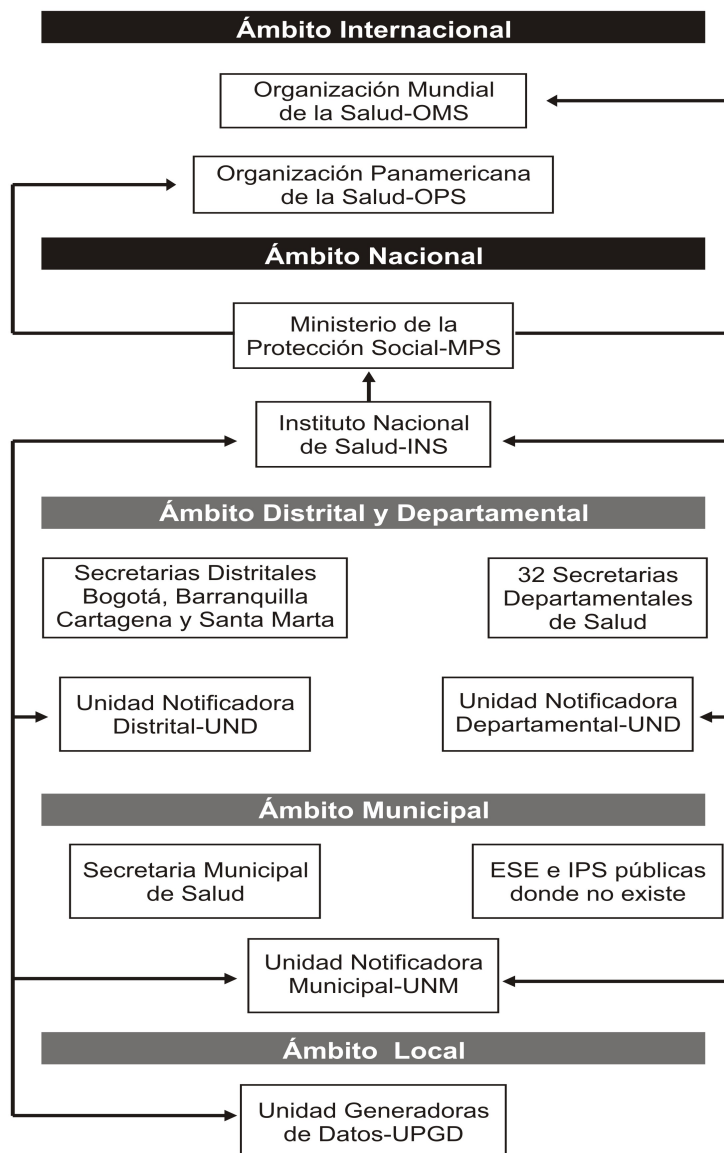 Ámbito Internacional
Organización Mundial
de la Salud-OMS
Organización Panamericana
de la Salud-OPS
Ámbito Nacional
Ministerio de la
Protección Social-MPS
Instituto Nacional
de Salud-INS
Ámbito Distrital y Departamental
Secretarias Distritales
Bogotá, Barranquilla
Cartagena y Santa Marta
32 Secretarias
Departamentales
de Salud
Unidad Notificadora
Distrital-UND
Unidad Notificadora
Departamental-UND
Ámbito Municipal
Secretaria Municipal
de Salud
ESE e IPS públicas
donde no existe
Unidad Notificadora
Municipal-UNM
Ámbito  Local
Unidad Generadoras
de Datos-UPGD